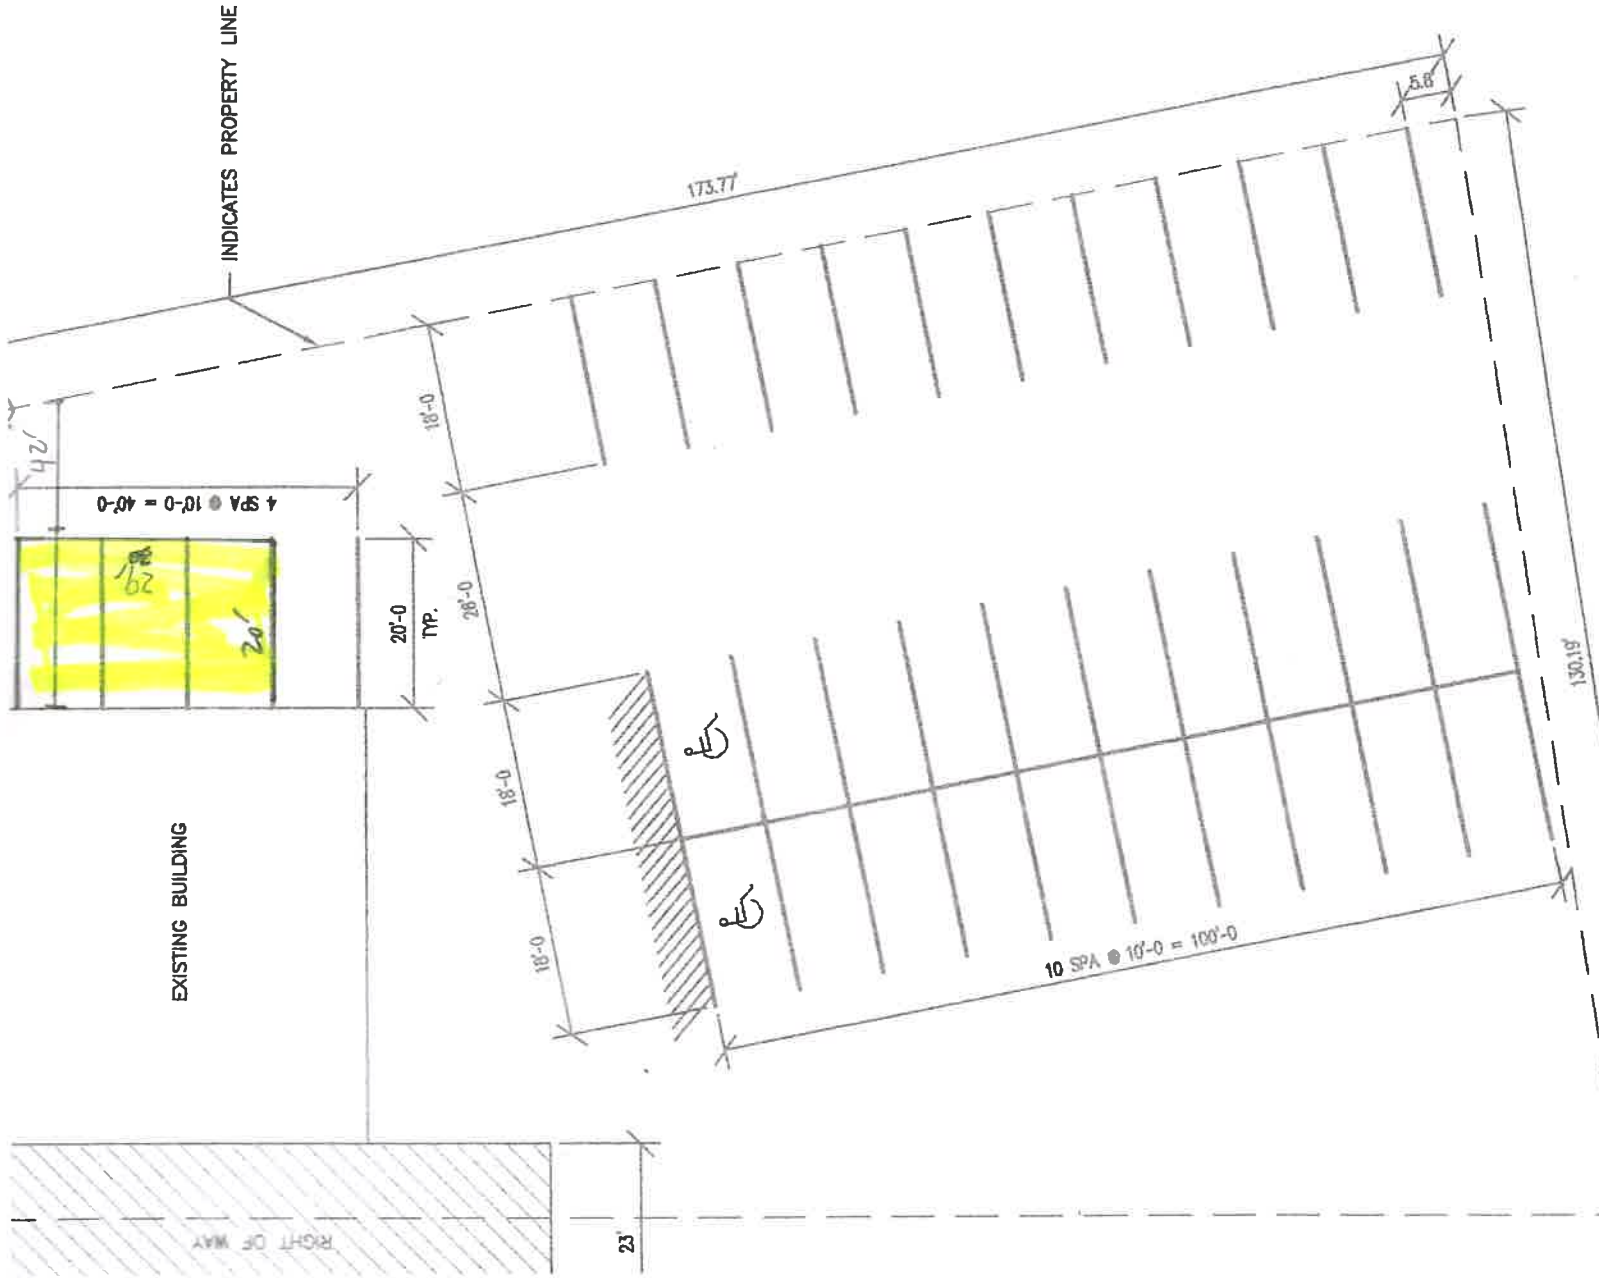 INDICATES PROPERTY LINE
173.77'
5.8'
42'
4 SPA @ 10'-0 = 40'-0
29'
20'
20'-0
TYP.
18'-0
28'-0
18'-0
18'-0
EXISTING BUILDING
10 SPA @ 10'-0 = 100'-0
130.19'
RIGHT OF WAY
23'